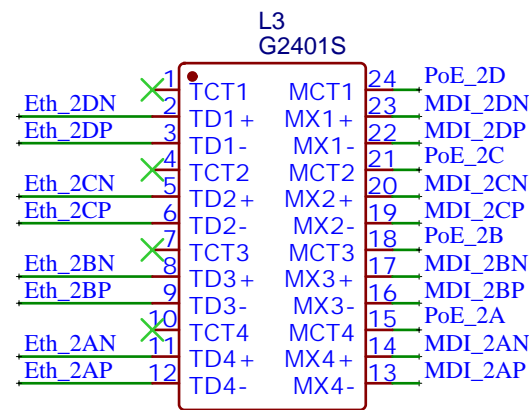 L3
G2401S
1 TCT1 MCT1 24 PoE_2D
Eth_2DN 2 TD1+ MX1+ 23 MDI_2DN
Eth_2DP 3 TD1- MX1- 22 MDI_2DP
4 TCT2 MCT2 21 PoE_2C
Eth_2CN 5 TD2+ MX2+ 20 MDI_2CN
Eth_2CP 6 TD2- MX2- 19 MDI_2CP
7 TCT3 MCT3 18 PoE_2B
Eth_2BN 8 TD3+ MX3+ 17 MDI_2BN
Eth_2BP 9 TD3- MX3- 16 MDI_2BP
10 TCT4 MCT4 15 PoE_2A
Eth_2AN 11 TD4+ MX4+ 14 MDI_2AN
Eth_2AP 12 TD4- MX4- 13 MDI_2AP